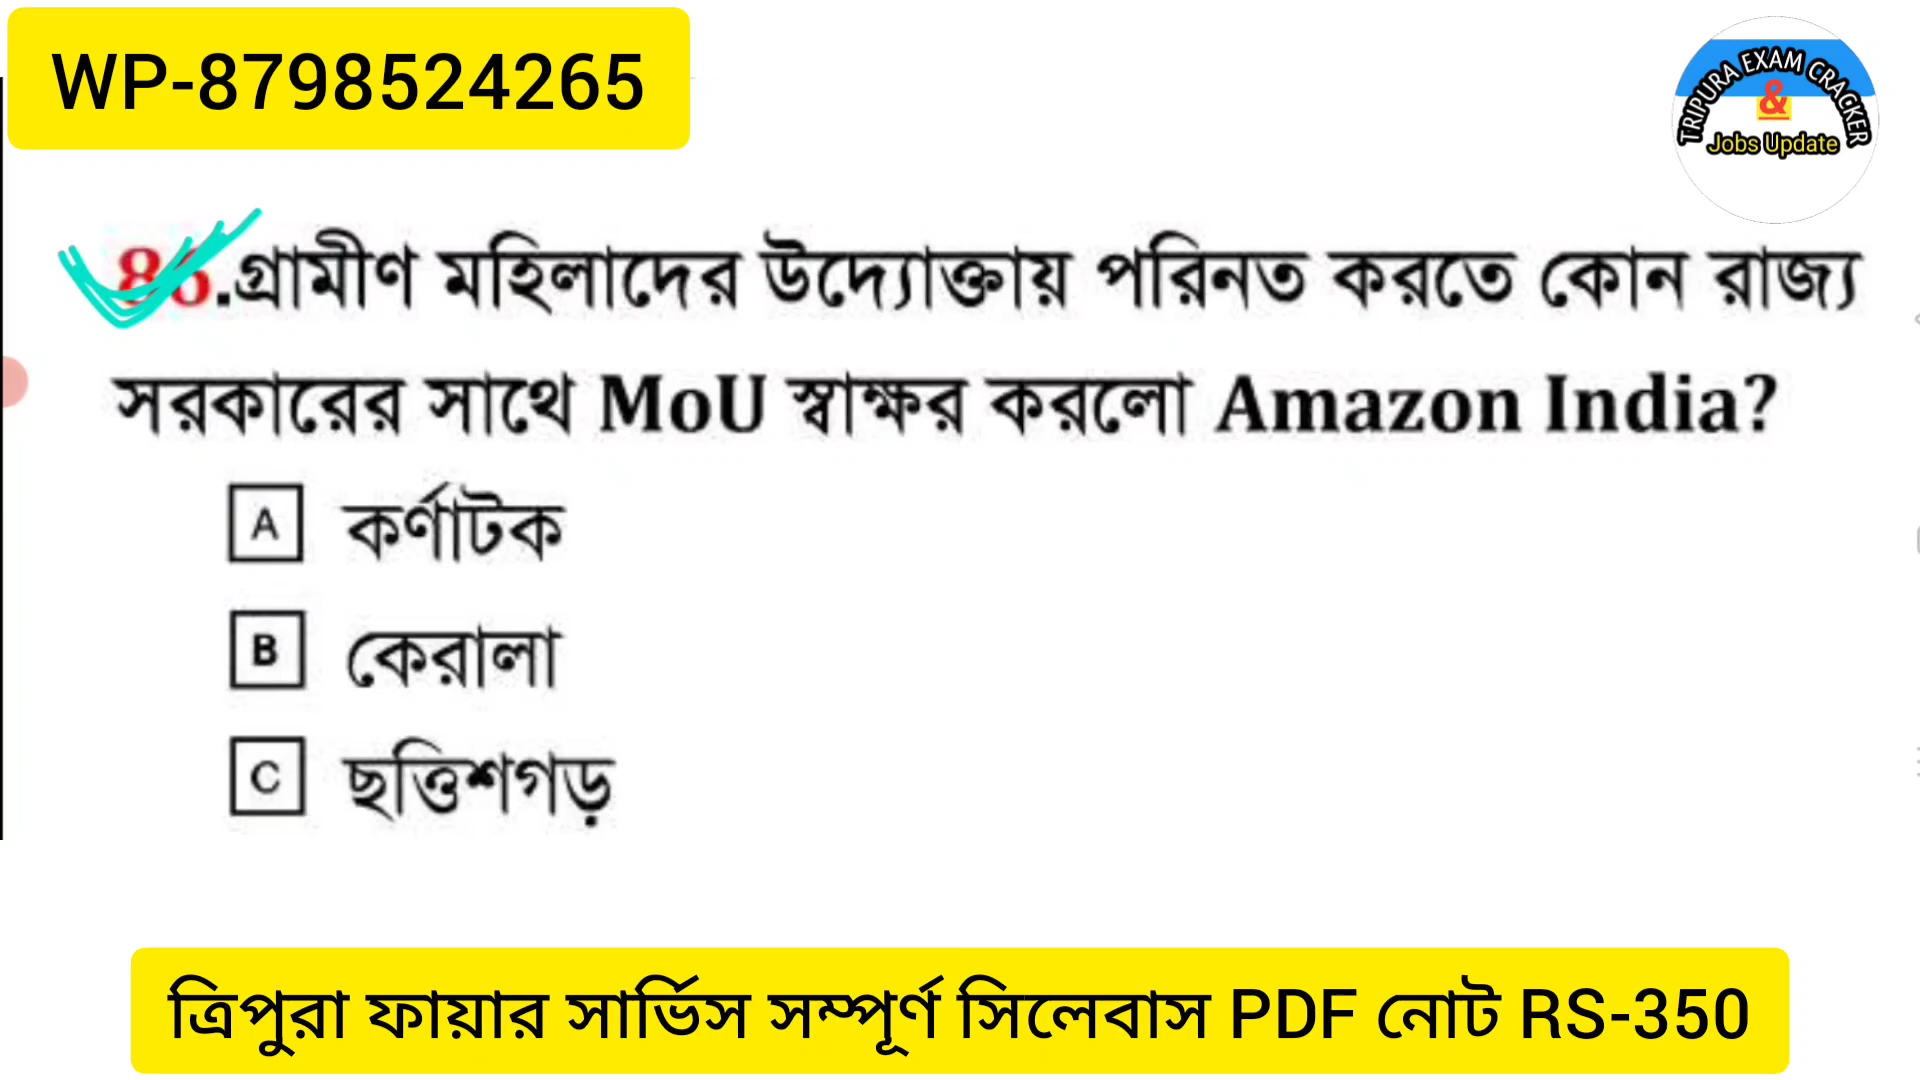 WP-8798524265
TRIPURA EXAM CRACKER
&
Jobs Update
86.গ্রামীণ মহিলাদের উদ্যোক্তায় পরিনত করতে কোন রাজ্য
সরকারের সাথে MoU স্বাক্ষর করলো Amazon India?
A কর্ণাটক
B কেরালা
C ছত্তিশগড়
ত্রিপুরা ফায়ার সার্ভিস সম্পূর্ণ সিলেবাস PDF নোট RS-350